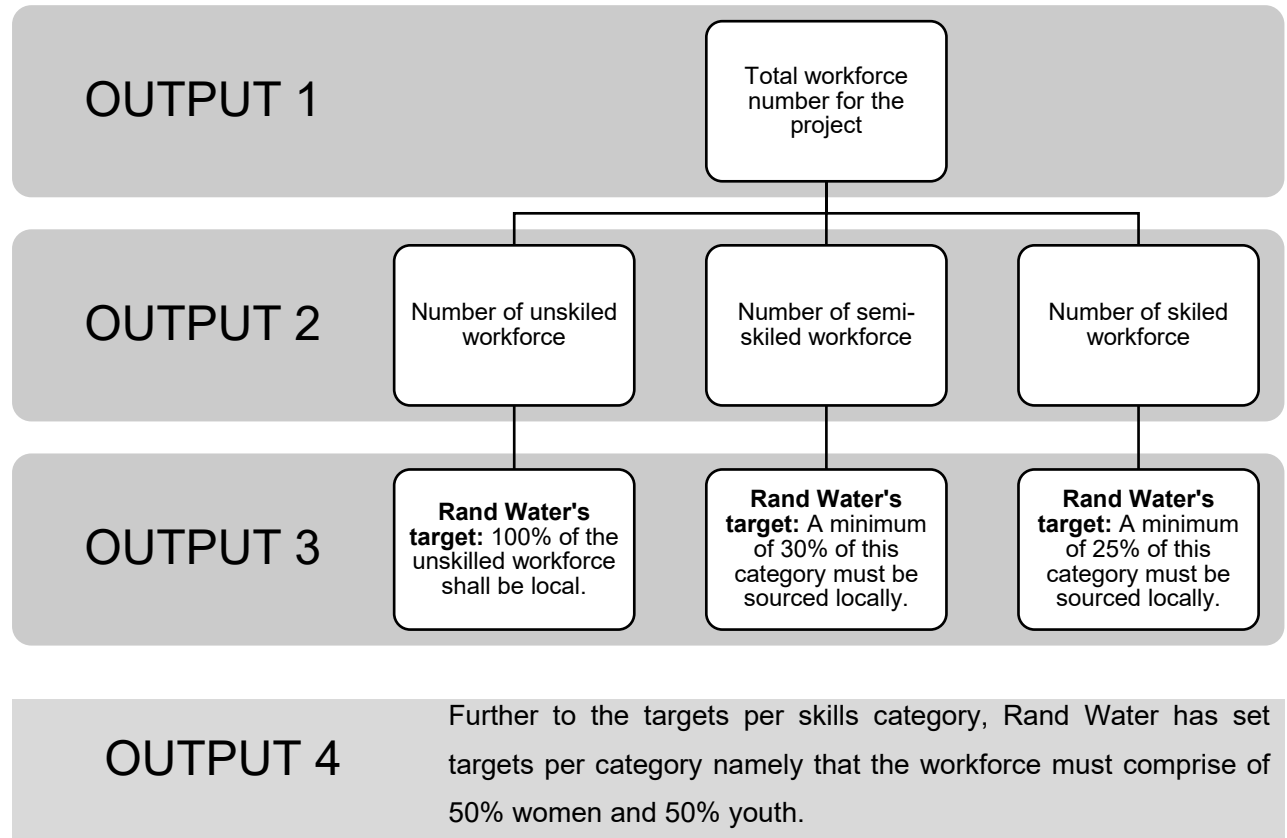 OUTPUT 1
Total workforce
number for the
project
OUTPUT 2
Number of unskiled
workforce
Number of semi-
skiled workforce
Number of skiled
workforce
OUTPUT 3
Rand Water's
target: 100% of the
unskilled workforce
shall be local.
Rand Water's
target: A minimum
of 30% of this
category must be
sourced locally.
Rand Water's
target: A minimum
of 25% of this
category must be
sourced locally.
OUTPUT 4
Further to the targets per skills category, Rand Water has set
targets per category namely that the workforce must comprise of
50% women and 50% youth.